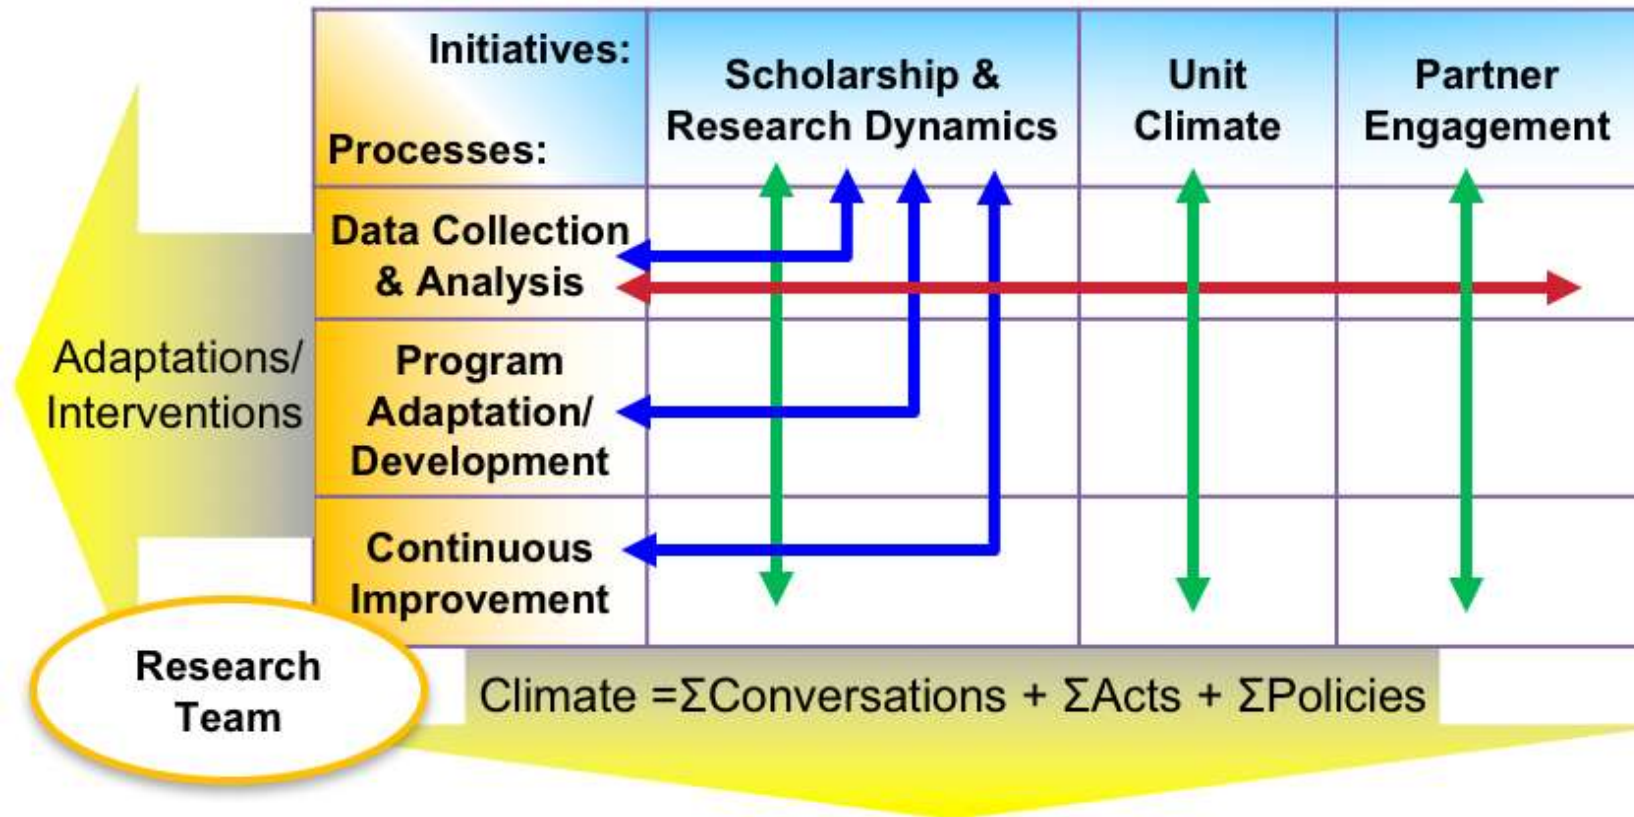 Initiatives:
Processes:
Scholarship &
Research Dynamics
Unit
Climate
Partner
Engagement
Data Collection
& Analysis
Program
Adaptation/
Development
Continuous
Improvement
Adaptations/
Interventions
Research
Team
Climate =ΣConversations + ΣActs + ΣPolicies